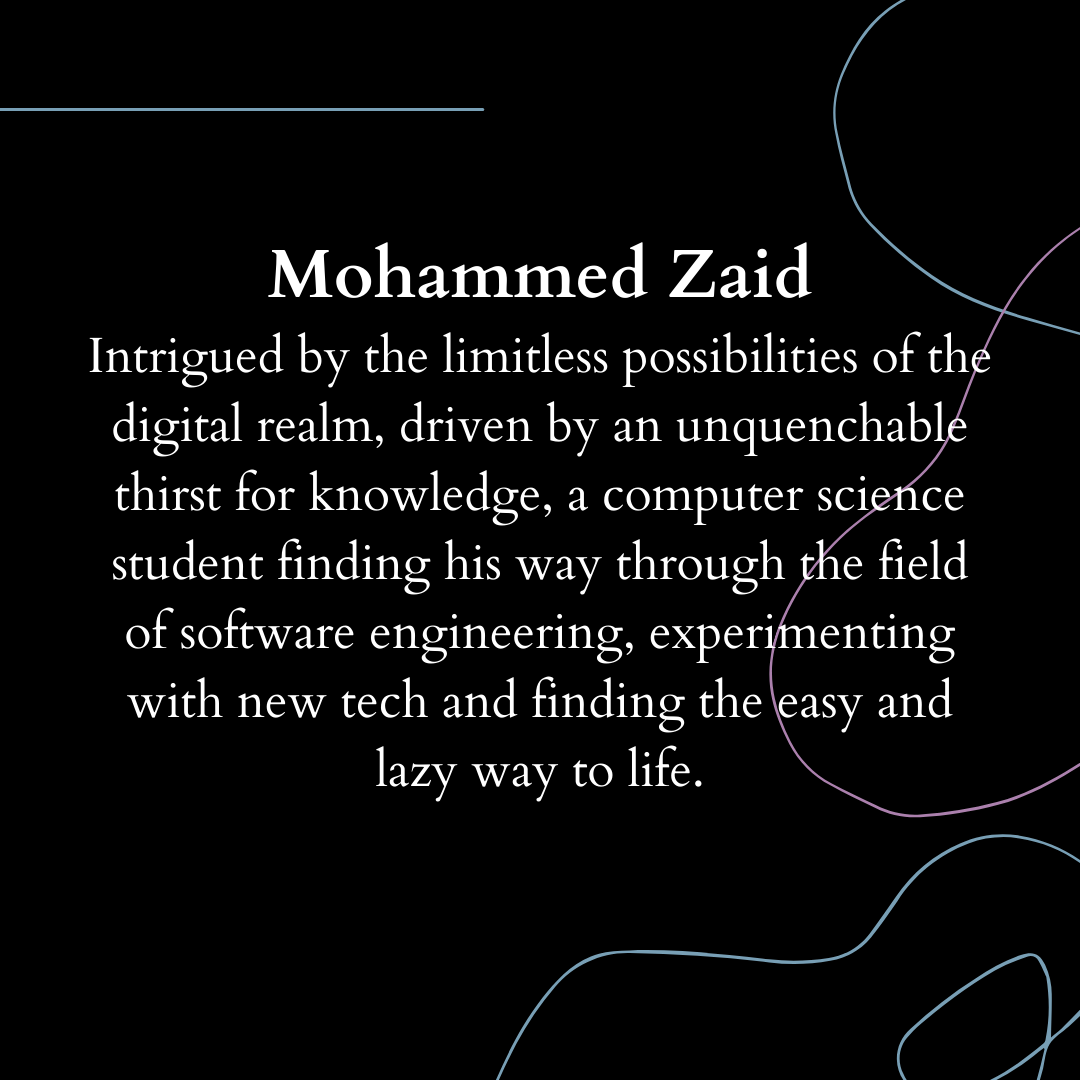 Mohammed Zaid
Intrigued by the limitless possibilities of the
digital realm, driven by an unquenchable
thirst for knowledge, a computer science
student finding his way through the field
of software engineering, experimenting
with new tech and finding the easy and
lazy way to life.